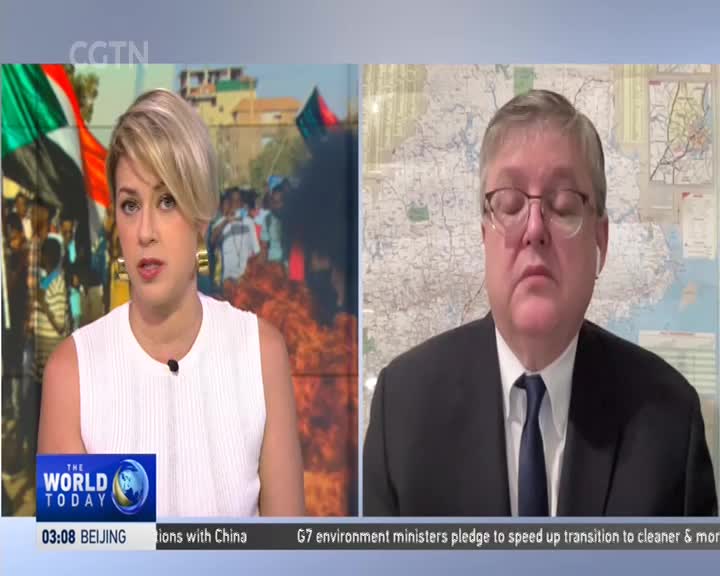 CGTN
THE
WORLD
TODAY
03:08 BEIJING
tions with China G7 environment ministers pledge to speed up transition to cleaner & mor